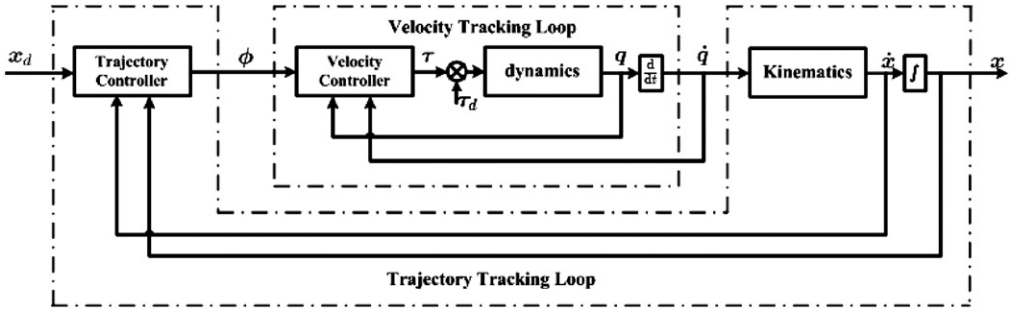 Velocity Tracking Loop
x_d
Trajectory
Controller
ϕ
Velocity
Controller
τ
τ_d
dynamics
q
d/dt
q̇
Kinematics
ẋ
∫
x
Trajectory Tracking Loop